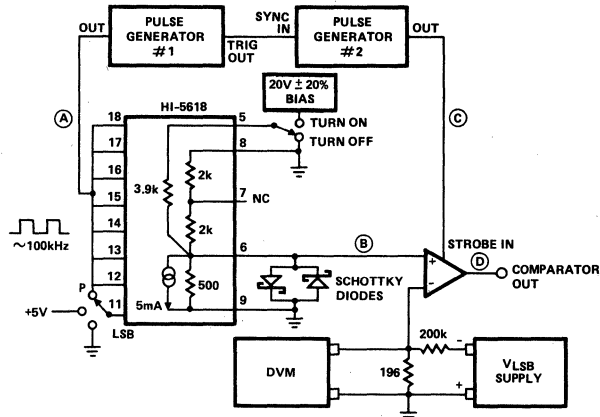 OUT
PULSE
GENERATOR
#1
TRIG
OUT
SYNC
IN
PULSE
GENERATOR
#2
OUT
20V ± 20%
BIAS
TURN ON
TURN OFF
A
HI-5618
18
17
16
15
14
13
12
11
5
8
7
NC
6
9
3.9k
2k
2k
500
5mA
~100kHz
P
+5V
LSB
B
C
SCHOTTKY
DIODES
+
−
STROBE IN
D
COMPARATOR
OUT
DVM
196
200k
−
+
VLSB
SUPPLY